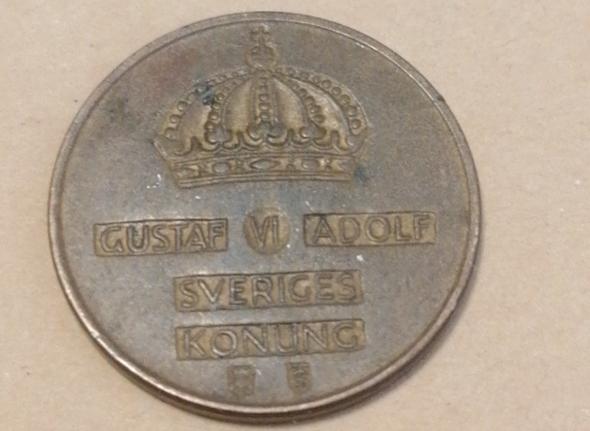 GUSTAF VI ADOLF
SVERIGES
KONUNG